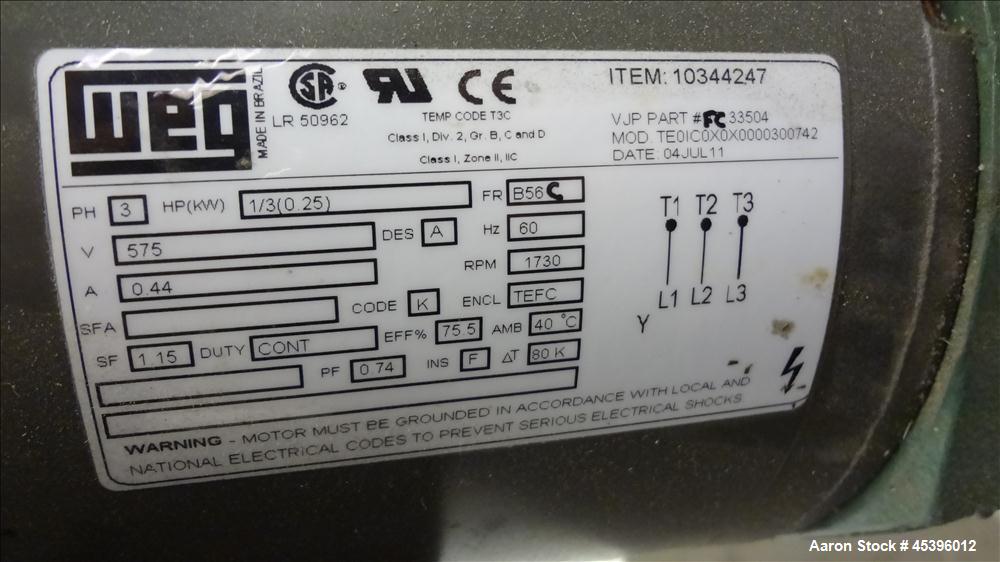 WEG
MADE IN BRAZIL
SA ®
LR 50962
RU CE
TEMP CODE T3C
Class I, Div. 2, Gr. B, C and D
Class I, Zone II, IIC
ITEM: 10344247
VJP PART #FC 33504
MOD. TE0IC0X0X0000300742
DATE: 04JUL11
PH 3 HP(KW) 1/3(0.25) FR B56C
V 575 DES A Hz 60
A 0.44 RPM 1730
SFA CODE K ENCL TEFC
SF 1.15 DUTY CONT EFF% 75.5 AMB 40 °C
PF 0.74 INS F ΔT 80 K
T1 T2 T3
L1 L2 L3
Y
WARNING - MOTOR MUST BE GROUNDED IN ACCORDANCE WITH LOCAL AND
NATIONAL ELECTRICAL CODES TO PREVENT SERIOUS ELECTRICAL SHOCKS
Aaron Stock # 45396012